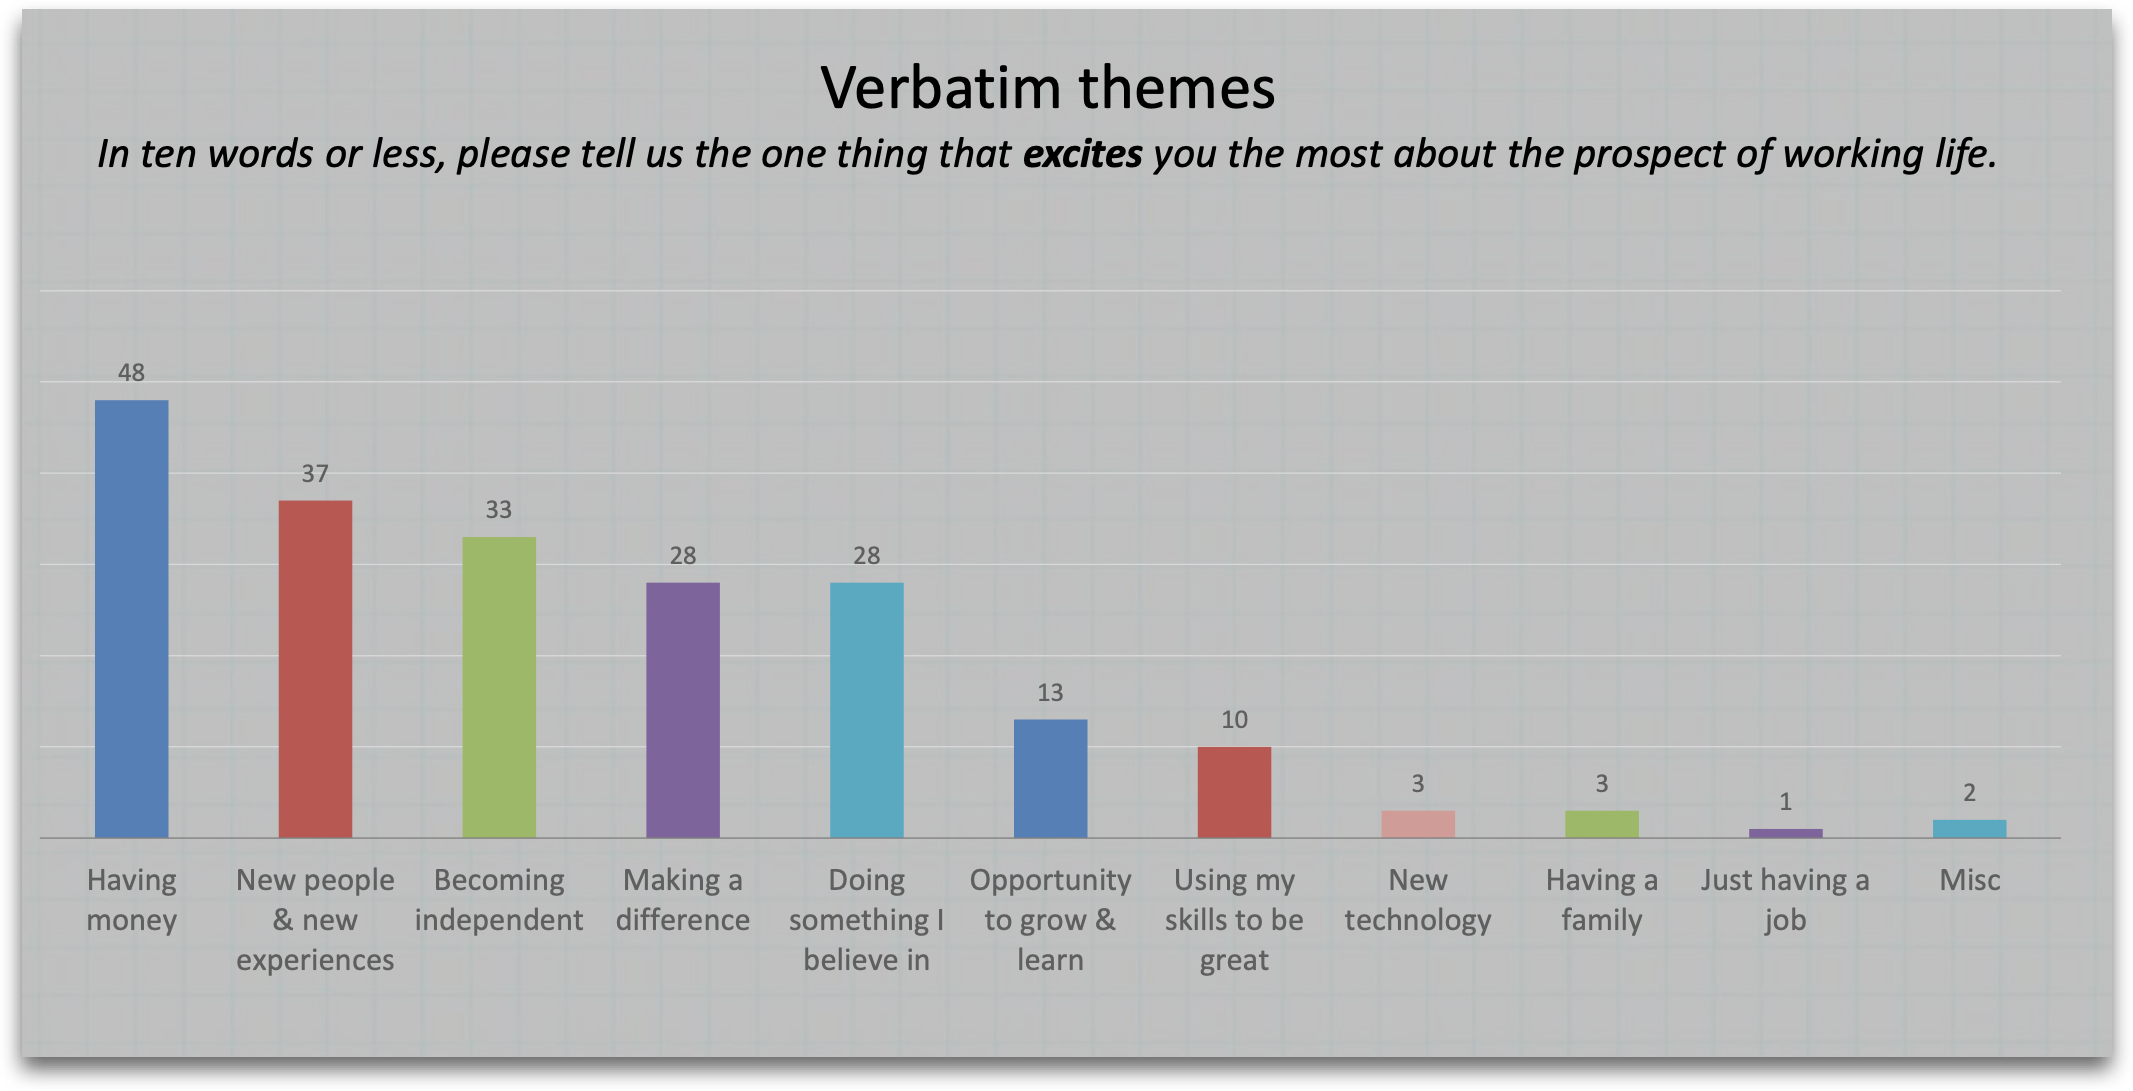 Verbatim themes
In ten words or less, please tell us the one thing that excites you the most about the prospect of working life.
48
37
33
28
28
13
10
3
3
1
2
Having
money
New people
& new
experiences
Becoming
independent
Making a
difference
Doing
something I
believe in
Opportunity
to grow &
learn
Using my
skills to be
great
New
technology
Having a
family
Just having a
job
Misc